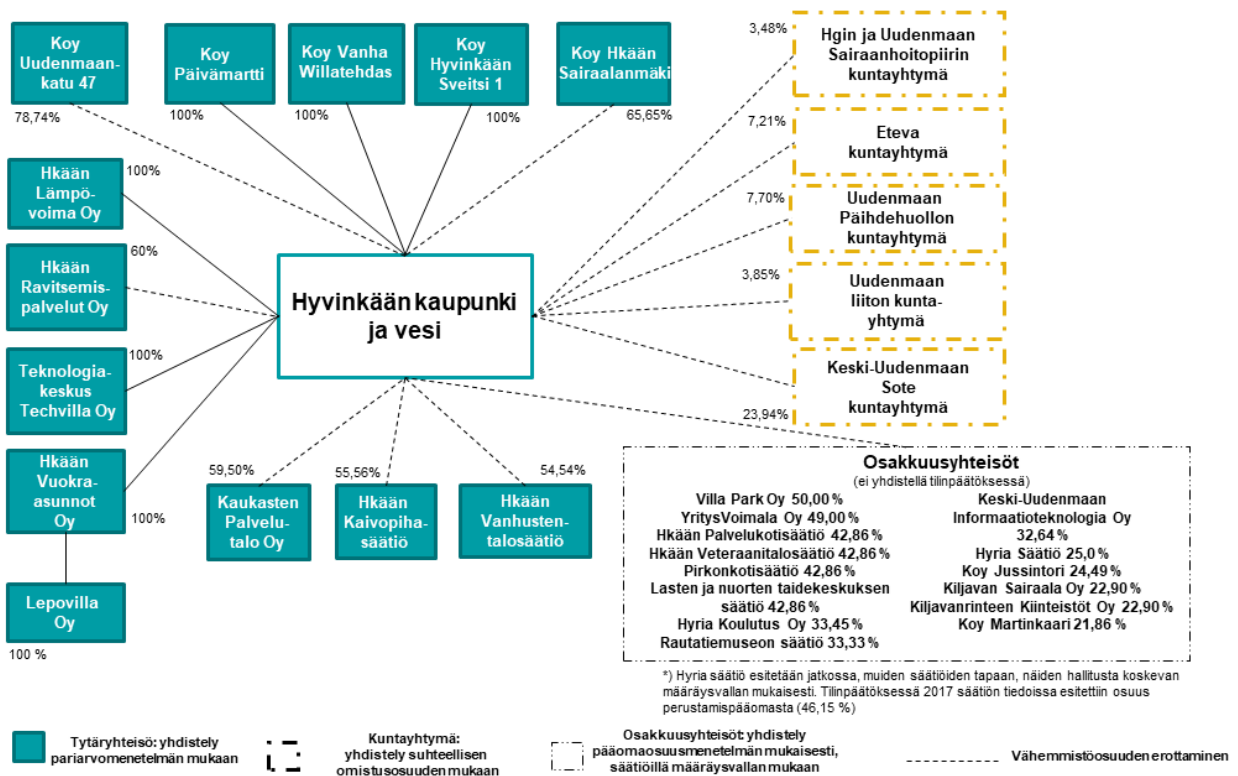 Koy
Uudenmaan-
katu 47
78,74%
Koy
Päivämartti
100%
Koy Vanha
Willatehdas
100%
Koy
Hyvinkään
Sveitsi 1
100%
Koy Hkään
Sairaalanmäki
65,65%
3,48%
Hgin ja Uudenmaan
Sairaanhoitopiirin
kuntayhtymä
7,21%
Eteva
kuntayhtymä
7,70%
Uudenmaan
Päihdehuollon
kuntayhtymä
3,85%
Uudenmaan
liiton kunta-
yhtymä
Keski-Uudenmaan
Sote
kuntayhtymä
23,94%
Hkään
Lämpö-
voima Oy
100%
Hkään
Ravitsemis-
palvelut Oy
60%
Teknologia-
keskus
Techvilla Oy
100%
Hkään
Vuokra-
asunnot
Oy
100%
Lepovilla
Oy
100 %
Hyvinkään kaupunki
ja vesi
59,50%
Kaukasten
Palvelu-
talo Oy
55,56%
Hkään
Kaivopiha-
säätiö
54,54%
Hkään
Vanhusten-
talosäätiö
Osakkuusyhteisöt
(ei yhdistellä tilinpäätöksessä)
Villa Park Oy 50,00 %
YritysVoimala Oy 49,00 %
Hkään Palvelukotisäätiö 42,86 %
Hkään Veteraanitalosäätiö 42,86 %
Pirkonkotisäätiö 42,86 %
Lasten ja nuorten taidekeskuksen
säätiö 42,86 %
Hyria Koulutus Oy 33,45 %
Rautatiemuseon säätiö 33,33 %
Keski-Uudenmaan
Informaatioteknologia Oy
32,64 %
Hyria Säätiö 25,0 %
Koy Jussintori 24,49 %
Kiljavan Sairaala Oy 22,90 %
Kiljavanrinteen Kiinteistöt Oy 22,90 %
Koy Martinkaari 21,86 %
*) Hyria säätiö esitetään jatkossa, muiden säätiöiden tapaan, näiden hallitusta koskevan
määräysvallan mukaisesti. Tilinpäätöksessä 2017 säätiön tiedoissa esitettiin osuus
perustamispääomasta (46,15 %)
Tytäryhteisö: yhdistely
pariarvomenetelmän mukaan
Kuntayhtymä:
yhdistely suhteellisen
omistusosuuden mukaan
Osakkuusyhteisöt: yhdistely
pääomaosuusmenetelmän mukaisesti,
säätiöillä määräysvallan mukaan
Vähemmistöosuuden erottaminen